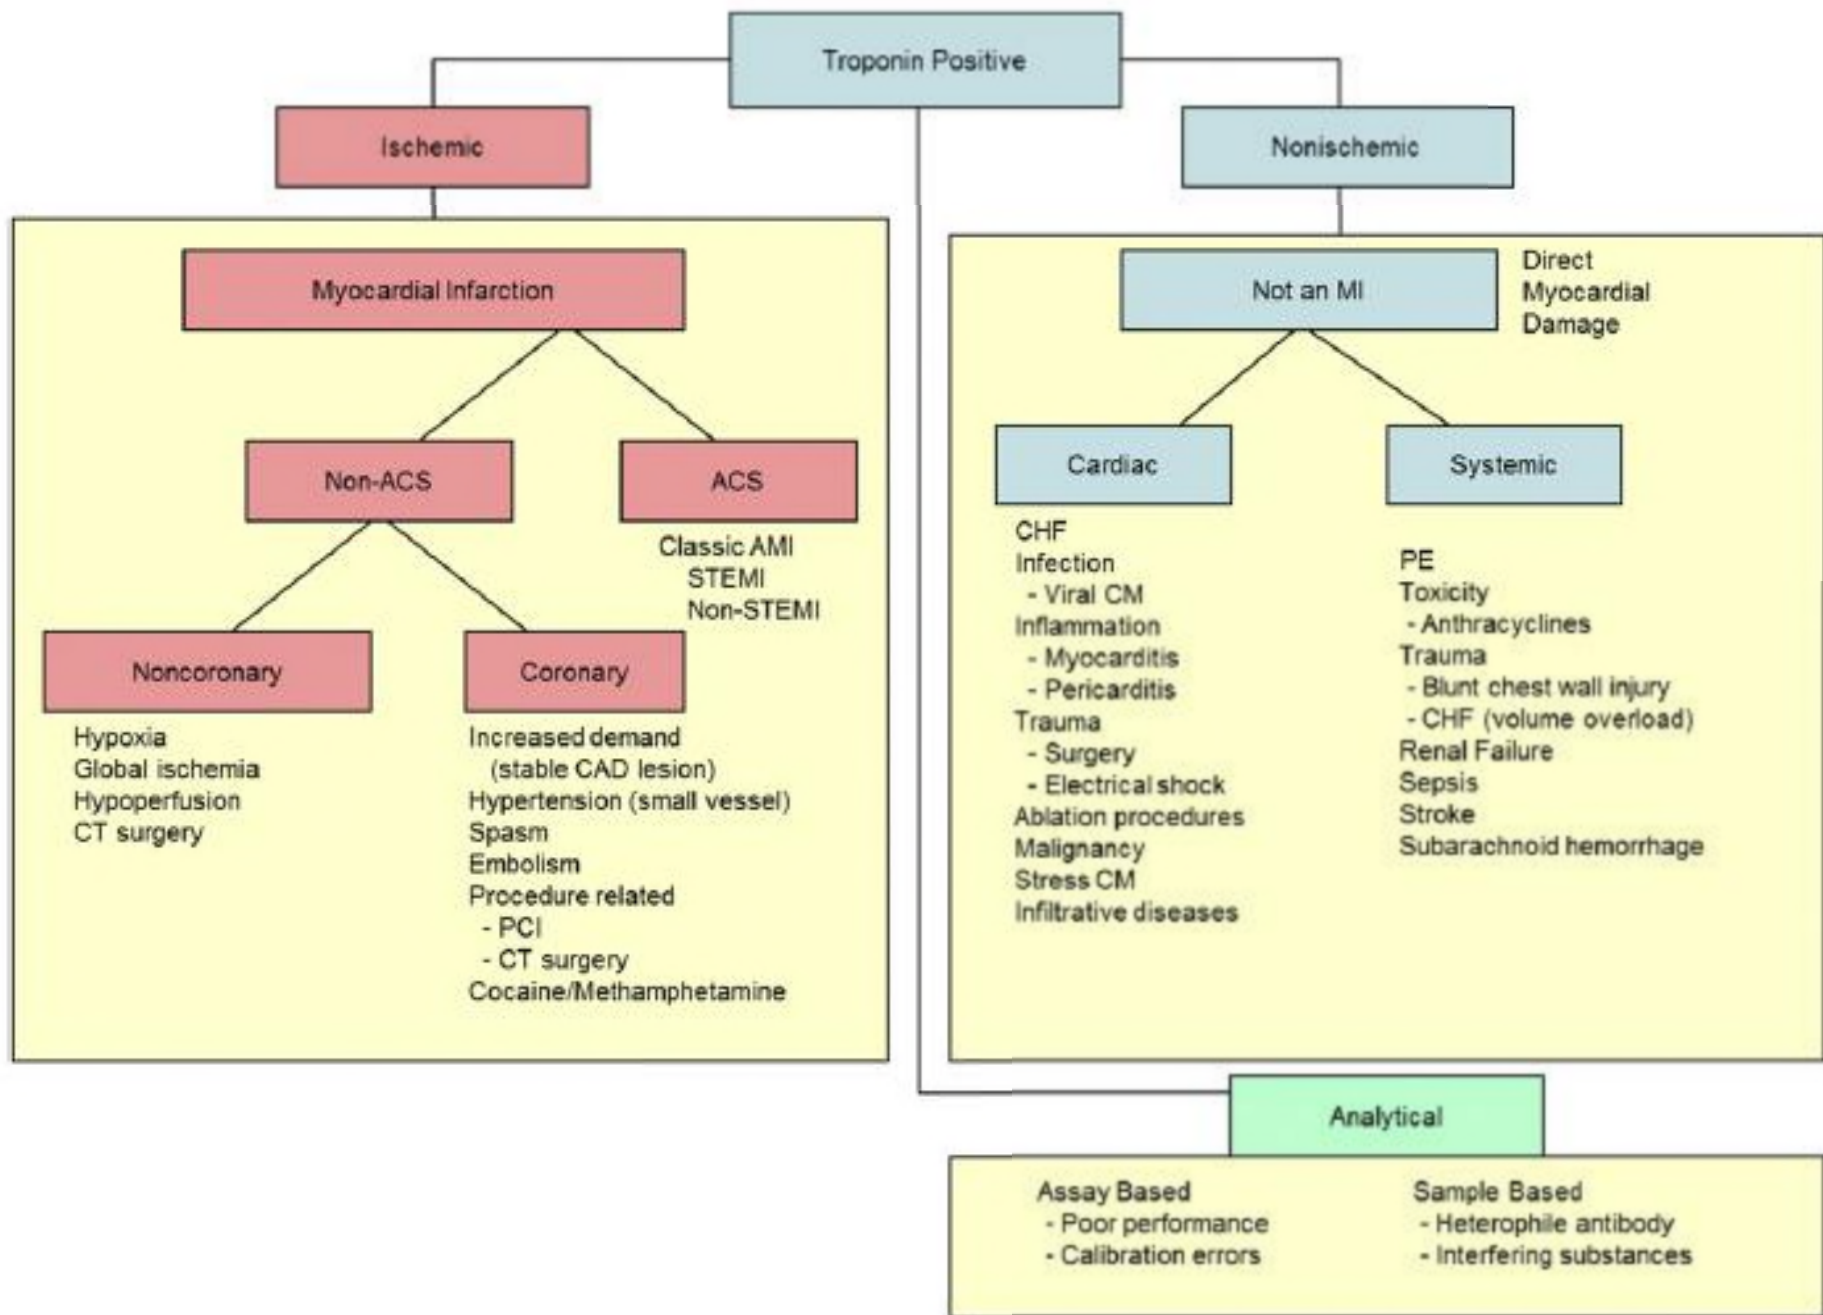 Troponin Positive
Ischemic
Nonischemic
Myocardial Infarction
Non-ACS
ACS
Classic AMI
STEMI
Non-STEMI
Noncoronary
Hypoxia
Global ischemia
Hypoperfusion
CT surgery
Coronary
Increased demand
(stable CAD lesion)
Hypertension (small vessel)
Spasm
Embolism
Procedure related
- PCI
- CT surgery
Cocaine/Methamphetamine
Not an MI
Direct
Myocardial
Damage
Cardiac
CHF
Infection
- Viral CM
Inflammation
- Myocarditis
- Pericarditis
Trauma
- Surgery
- Electrical shock
Ablation procedures
Malignancy
Stress CM
Infiltrative diseases
Systemic
PE
Toxicity
- Anthracyclines
Trauma
- Blunt chest wall injury
- CHF (volume overload)
Renal Failure
Sepsis
Stroke
Subarachnoid hemorrhage
Analytical
Assay Based
- Poor performance
- Calibration errors
Sample Based
- Heterophile antibody
- Interfering substances